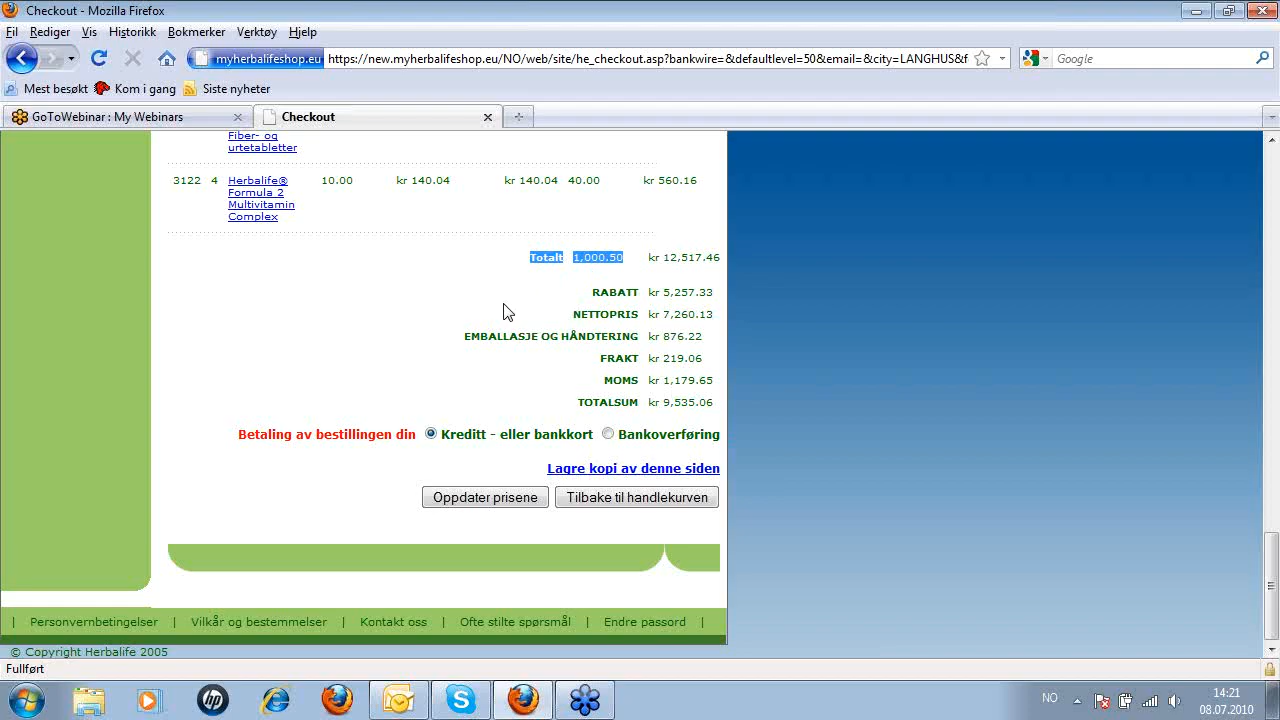 Checkout - Mozilla Firefox
Fil Rediger Vis Historikk Bokmerker Verktøy Hjelp
myherbalifeshop.eu https://new.myherbalifeshop.eu/NO/web/site/he_checkout.asp?bankwire=&defaultlevel=50&email=&city=LANGHUS&f Google
Mest besøkt Kom i gang Siste nyheter
GoToWebinar : My Webinars Checkout
Fiber- og
urtetabletter
3122 4 Herbalife® 10.00 kr 140.04 kr 140.04 40.00 kr 560.16
Formula 2
Multivitamin
Complex
Totalt 1,000.50 kr 12,517.46
RABATT kr 5,257.33
NETTOPRIS kr 7,260.13
EMBALLASJE OG HÅNDTERING kr 876.22
FRAKT kr 219.06
MOMS kr 1,179.65
TOTALSUM kr 9,535.06
Betaling av bestillingen din Kreditt - eller bankkort Bankoverføring
Lagre kopi av denne siden
Oppdater prisene Tilbake til handlekurven
| Personvernbetingelser | Vilkår og bestemmelser | Kontakt oss | Ofte stilte spørsmål | Endre passord |
© Copyright Herbalife 2005
Fullført
NO 14:21
08.07.2010